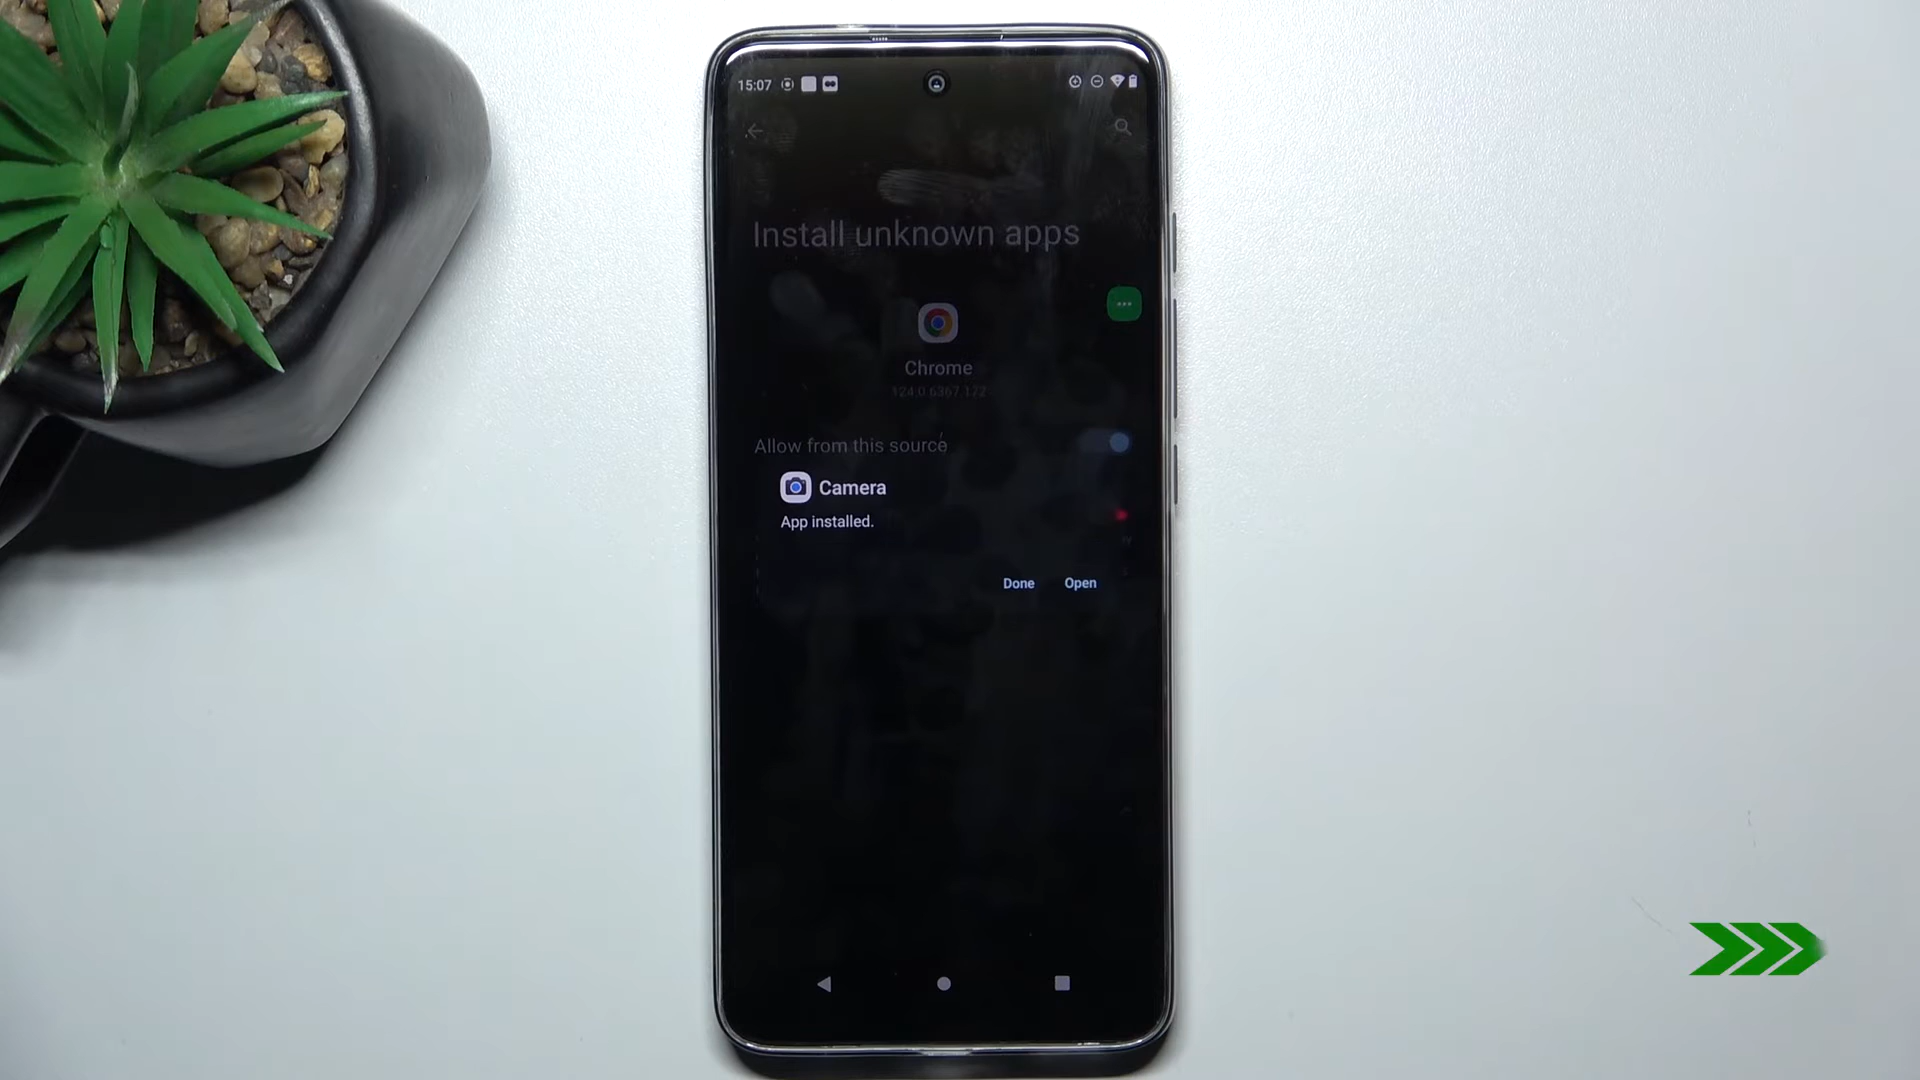 15:07
Install unknown apps
Chrome
124.0.6367.122
Allow from this source
Camera
App installed.
Done
Open